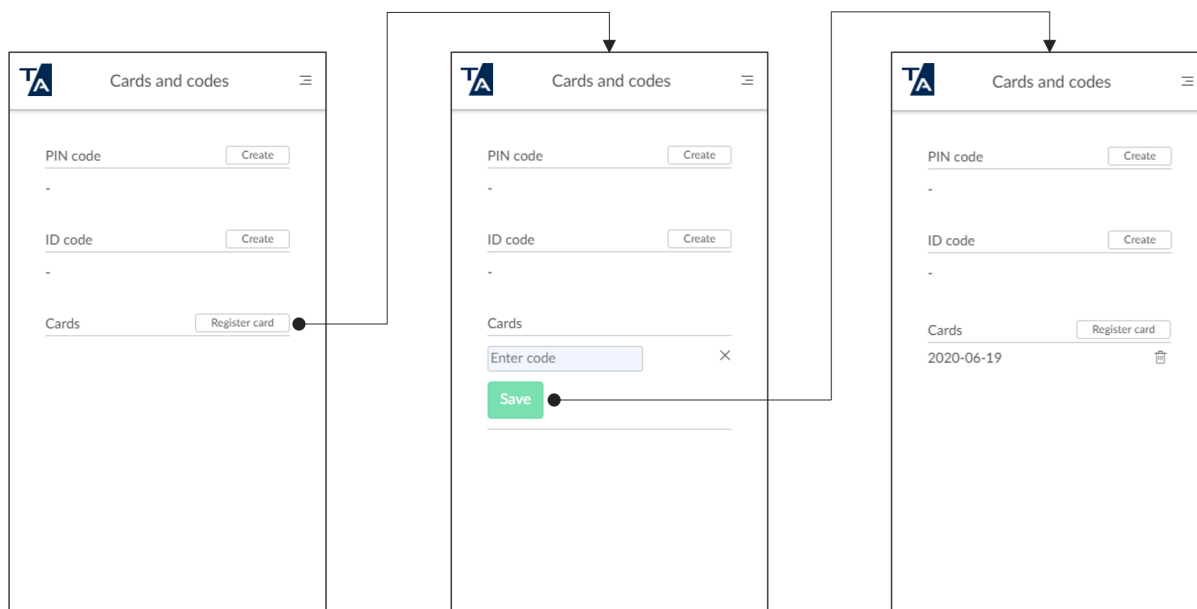 TA
Cards and codes
PIN code
Create
-
ID code
Create
-
Cards
Register card
TA
Cards and codes
PIN code
Create
-
ID code
Create
-
Cards
Enter code
Save
TA
Cards and codes
PIN code
Create
-
ID code
Create
-
Cards
Register card
2020-06-19